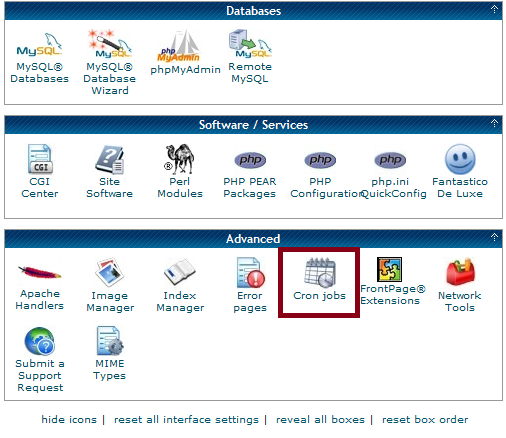 Databases
MySQL MySQL php MyAdmin MySQL
MySQL® Databases
MySQL® Database Wizard
phpMyAdmin
Remote MySQL
Software / Services
CGI ® php php php
CGI Center
Site Software
Perl Modules
PHP PEAR Packages
PHP Configuration
php.ini QuickConfig
Fantastico De Luxe
Advanced
Apache Handlers
Image Manager
Index Manager
Error pages
Cron jobs
FrontPage® Extensions
Network Tools
Submit a Support Request
MIME Types
hide icons | reset all interface settings | reveal all boxes | reset box order